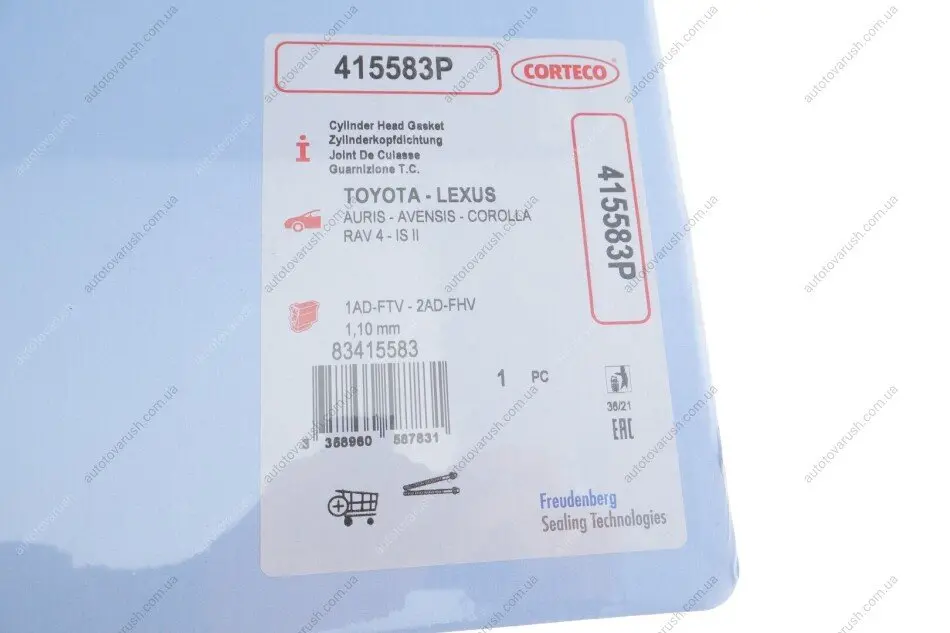 415583P
CORTECO
Cylinder Head Gasket
Zylinderkopfdichtung
Joint De Culasse
Guarnizione T.C.
TOYOTA - LEXUS
AURIS - AVENSIS - COROLLA
RAV 4 - IS II
415583P
1AD-FTV - 2AD-FHV
1,10 mm
83415583
1 PC
36/21
EAC
3 358960 567831
Freudenberg
Sealing Technologies
autotovarush.com.ua